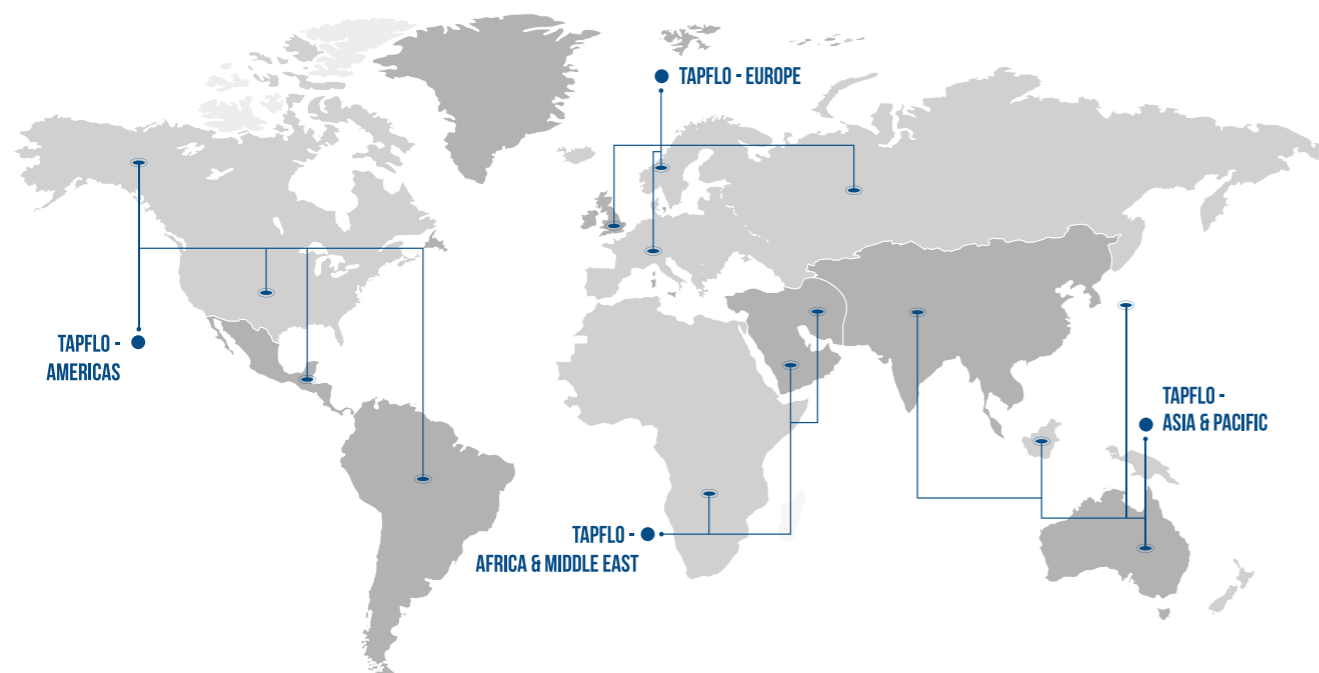 TAPFLO - EUROPE
TAPFLO -
AMERICAS
TAPFLO -
ASIA & PACIFIC
TAPFLO -
AFRICA & MIDDLE EAST